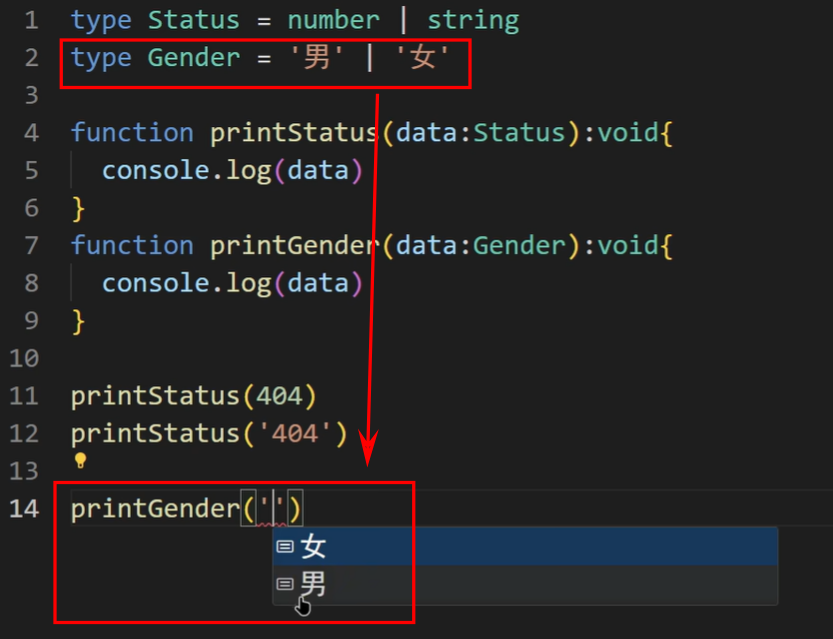 1 type Status = number | string
2 type Gender = '男' | '女'
3
4 function printStatus(data:Status):void{
5   console.log(data)
6 }
7 function printGender(data:Gender):void{
8   console.log(data)
9 }
10
11 printStatus(404)
12 printStatus('404')
13
14 printGender('')
女
男